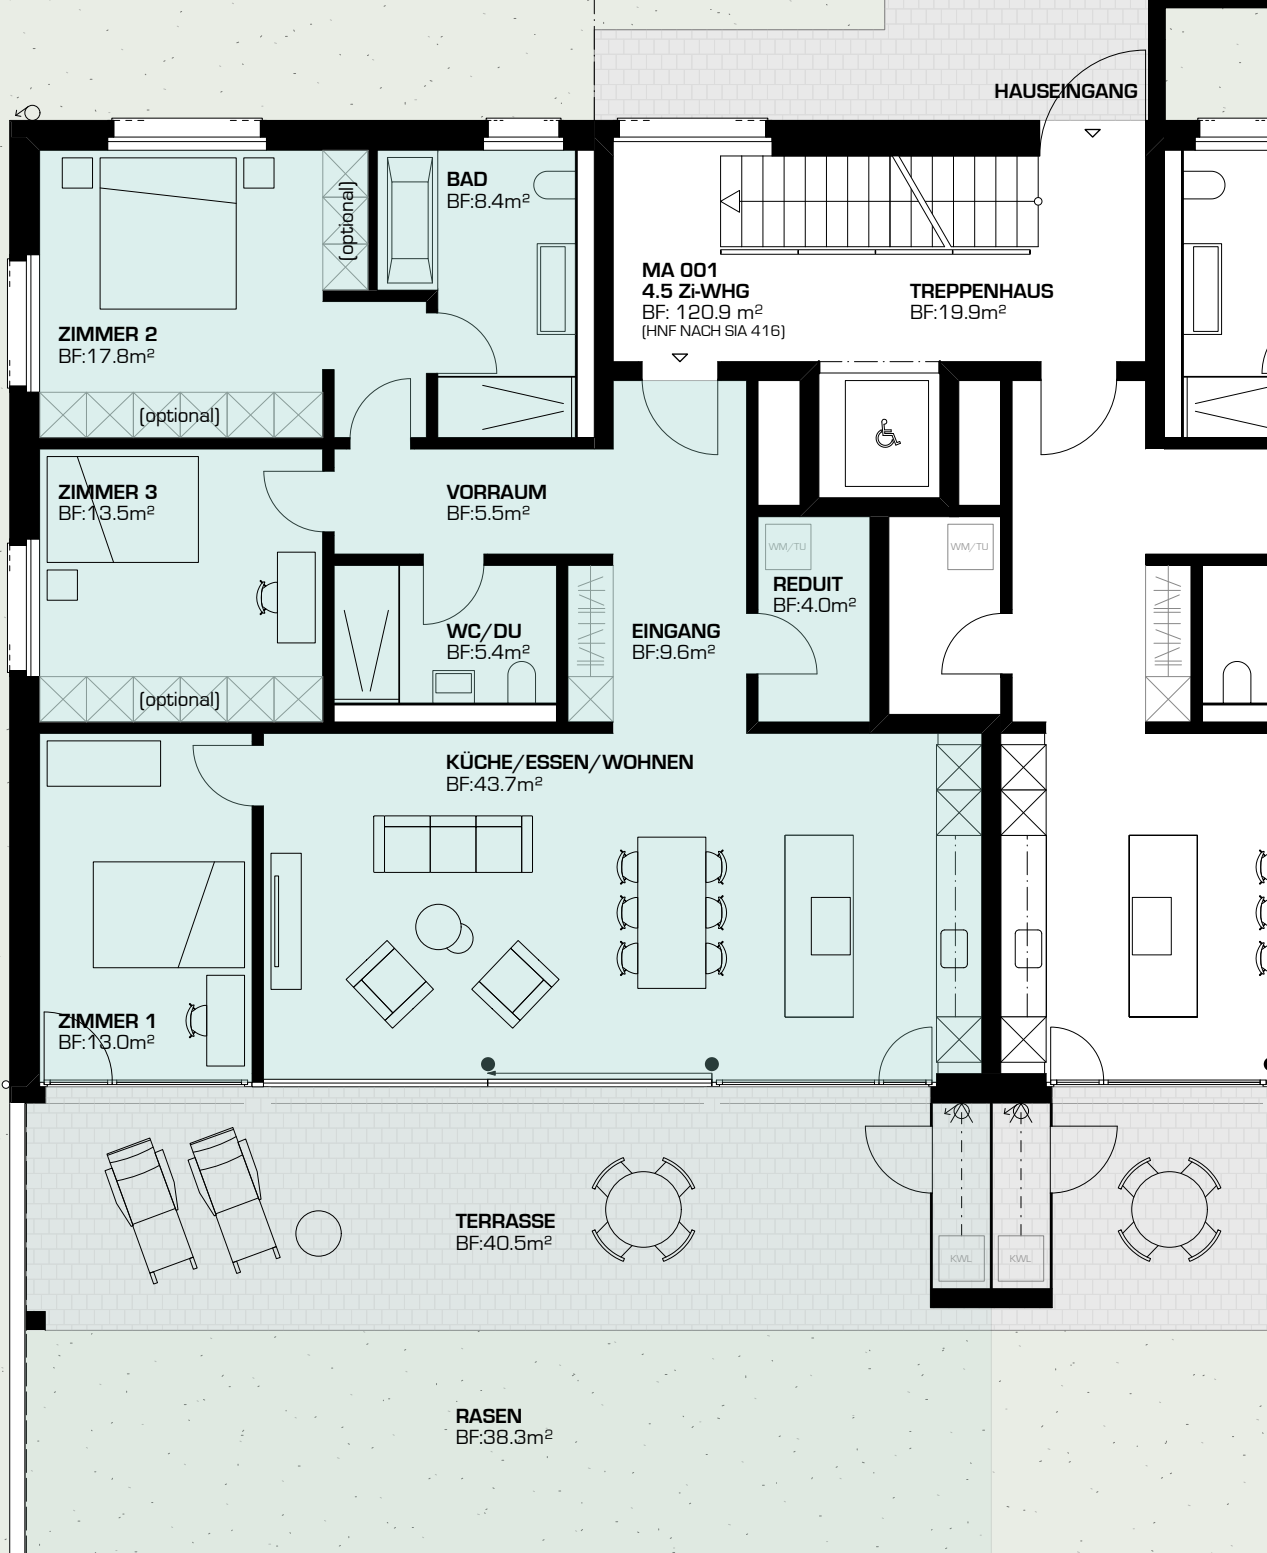 HAUSEINGANG
BAD
BF:8.4m²
(optional)
MA 001
4.5 Zi-WHG
BF: 120.9 m²
(HNF NACH SIA 416)
TREPPENHAUS
BF:19.9m²
ZIMMER 2
BF:17.8m²
(optional)
ZIMMER 3
BF:13.5m²
VORRAUM
BF:5.5m²
WM/TU
WM/TU
REDUIT
BF:4.0m²
WC/DU
BF:5.4m²
EINGANG
BF:9.6m²
(optional)
KÜCHE/ESSEN/WOHNEN
BF:43.7m²
ZIMMER 1
BF:13.0m²
TERRASSE
BF:40.5m²
KWL
KWL
RASEN
BF:38.3m²